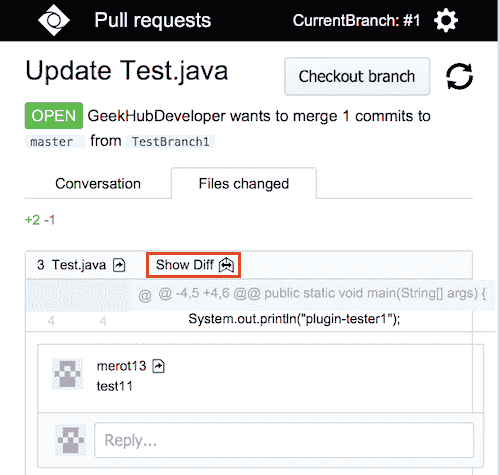 Pull requests CurrentBranch: #1
Update Test.java Checkout branch
OPEN GeekHubDeveloper wants to merge 1 commits to
master from TestBranch1
Conversation Files changed
+2 -1
3 Test.java Show Diff
@ @ -4,5 +4,6 @@ public static void main(String[] args) {
4 4 System.out.println("plugin-tester1");
merot13
test11
Reply...